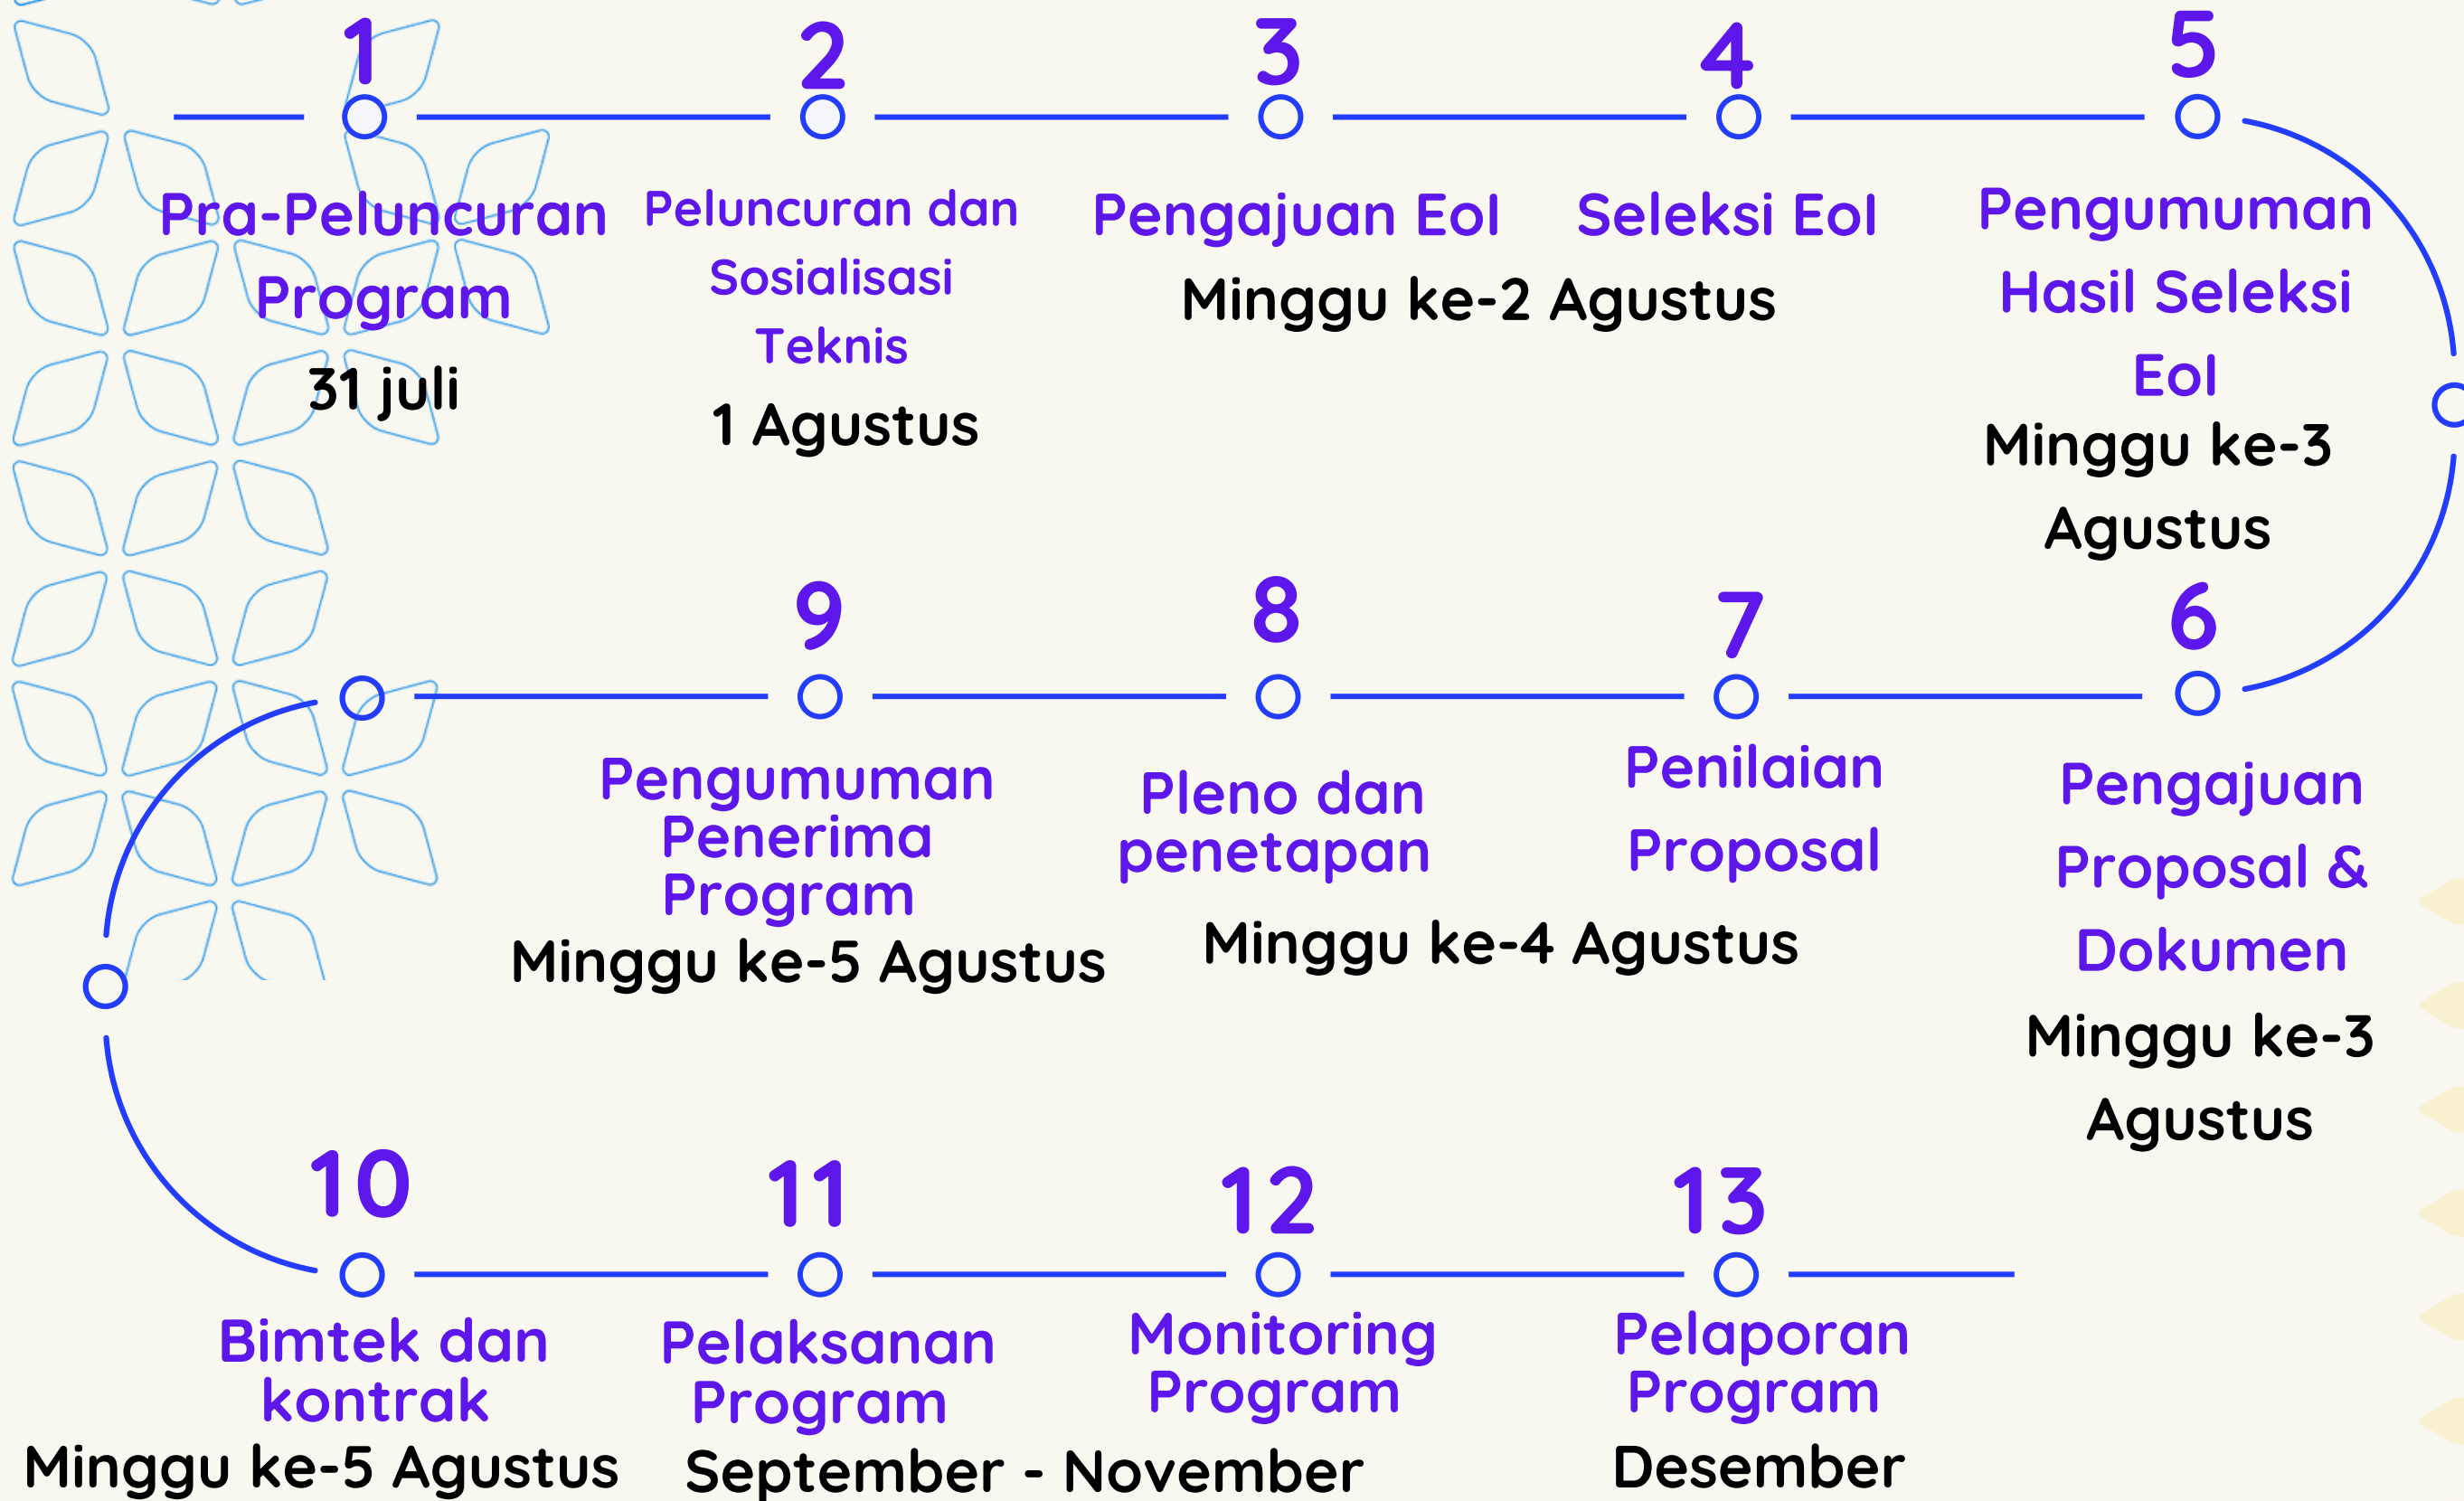 1
Pra-Peluncuran
Program
31 juli
2
Peluncuran dan
Sosialisasi
Teknis
1 Agustus
3
Pengajuan EoI
4
Seleksi EoI
Minggu ke-2 Agustus
5
Pengumuman
Hasil Seleksi
EoI
Minggu ke-3
Agustus
6
Pengajuan
Proposal &
Dokumen
Minggu ke-3
Agustus
7
Penilaian
Proposal
8
Pleno dan
penetapan
Minggu ke-4 Agustus
9
Pengumuman
Penerima
Program
Minggu ke-5 Agustus
10
Bimtek dan
kontrak
Minggu ke-5 Agustus
11
Pelaksanan
Program
12
Monitoring
Program
September - November
13
Pelaporan
Program
Desember